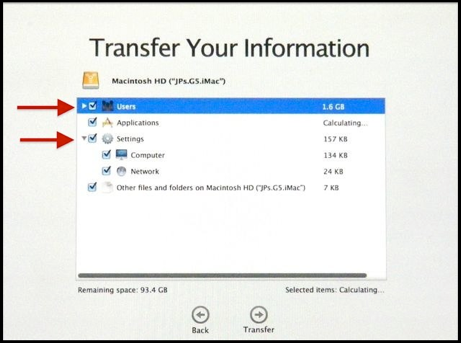 Transfer Your Information
Macintosh HD ("JPs.G5.iMac")
Users 1.6 GB
Applications Calculating...
Settings 157 KB
Computer 134 KB
Network 24 KB
Other files and folders on Macintosh HD ("JPs.G5.iMac") 7 KB
Remaining space: 93.4 GB Selected items: Calculating...
Back Transfer